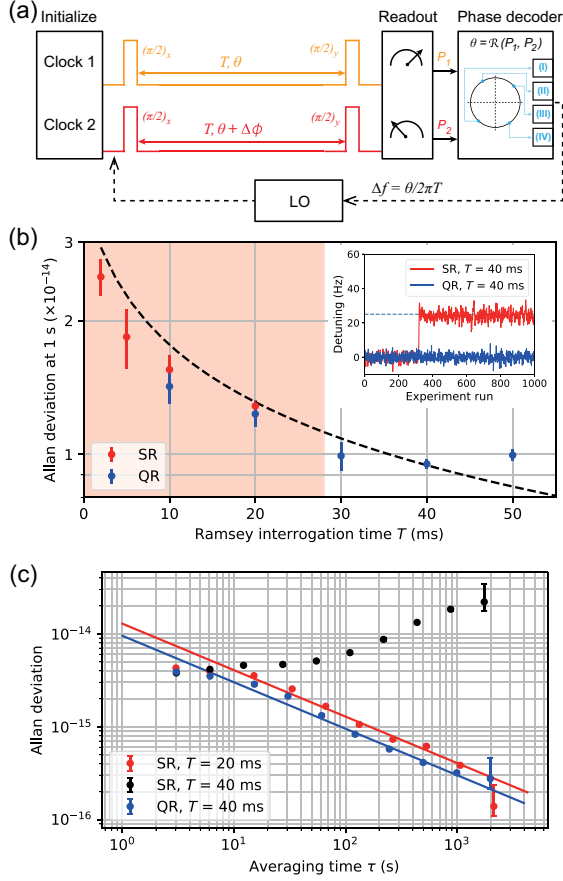 (a)
Initialize
Readout
Phase decoder
Clock 1
(π/2)x
T, θ
(π/2)y
P1
θ = R(P1, P2)
(I)
(II)
(III)
(IV)
Clock 2
(π/2)x
T, θ + Δϕ
(π/2)y
P2
LO
Δf = θ/2πT
(b)
Allan deviation at 1 s (×10⁻¹⁴)
3
2
1
SR
QR
0
10
20
30
40
50
Ramsey interrogation time T (ms)
Detuning (Hz)
60
40
20
0
SR, T = 40 ms
QR, T = 40 ms
0
200
400
600
800
1000
Experiment run
(c)
Allan deviation
10⁻¹⁴
10⁻¹⁵
10⁻¹⁶
SR, T = 20 ms
SR, T = 40 ms
QR, T = 40 ms
10⁰
10¹
10²
10³
Averaging time τ (s)